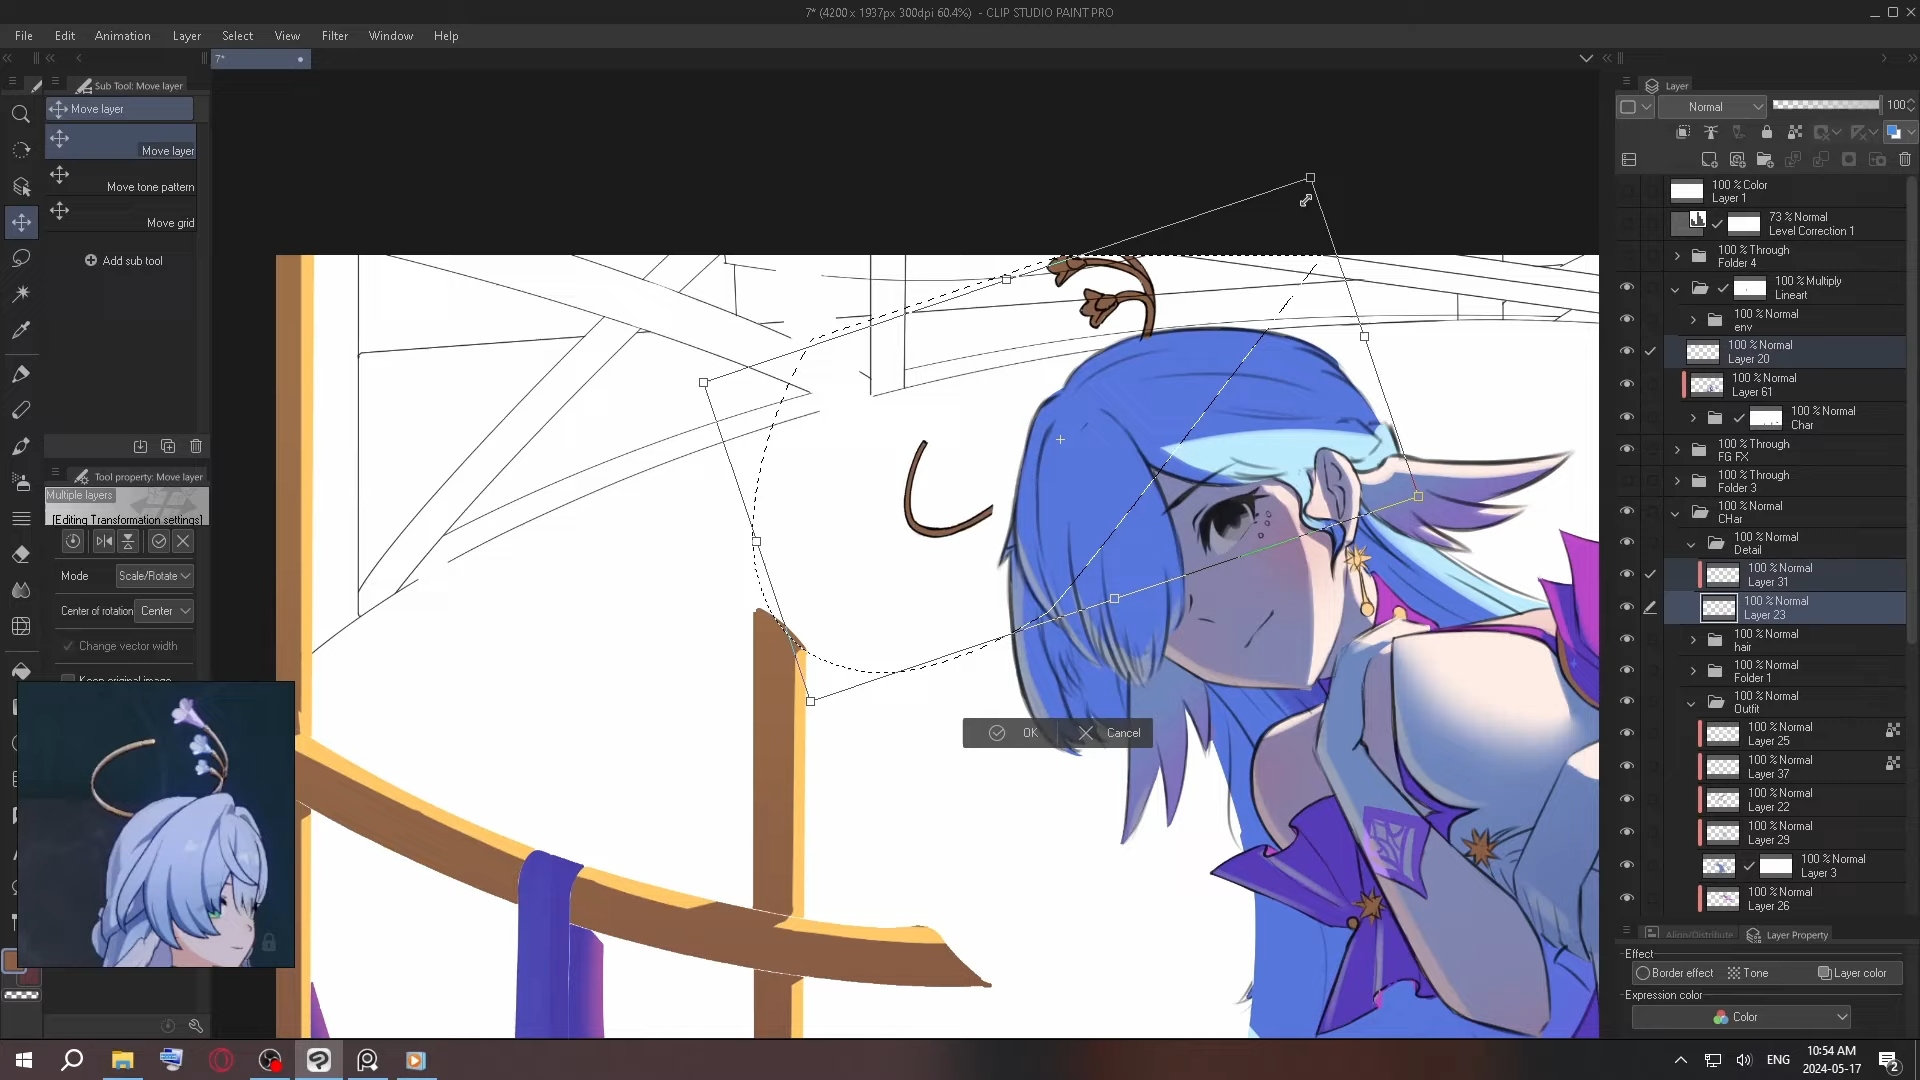 7* (4200 x 1937px 300dpi 60.4%) - CLIP STUDIO PAINT PRO
File Edit Animation Layer Select View Filter Window Help
7*
Sub Tool: Move layer
Move layer
Move layer
Move tone pattern
Move grid
Add sub tool
Tool property: Move layer
Multiple layers
[Editing Transformation settings]
Mode Scale/Rotate
Center of rotation Center
Change vector width
Keep original image
OK Cancel
Layer
Normal 100
100 % Color
Layer 1
73 % Normal
Level Correction 1
100 % Through
Folder 4
100 % Multiply
Lineart
100 % Normal
env
100 % Normal
Layer 20
100 % Normal
Layer 61
100 % Normal
Char
100 % Through
FG FX
100 % Through
Folder 3
100 % Normal
CHar
100 % Normal
Detail
100 % Normal
Layer 31
100 % Normal
Layer 23
100 % Normal
hair
100 % Normal
Folder 1
100 % Normal
Outfit
100 % Normal
Layer 25
100 % Normal
Layer 37
100 % Normal
Layer 22
100 % Normal
Layer 29
100 % Normal
Layer 3
100 % Normal
Layer 26
Align/Distribute Layer Property
Effect
Border effect Tone Layer color
Expression color
Color
ENG
10:54 AM
2024-05-17
2